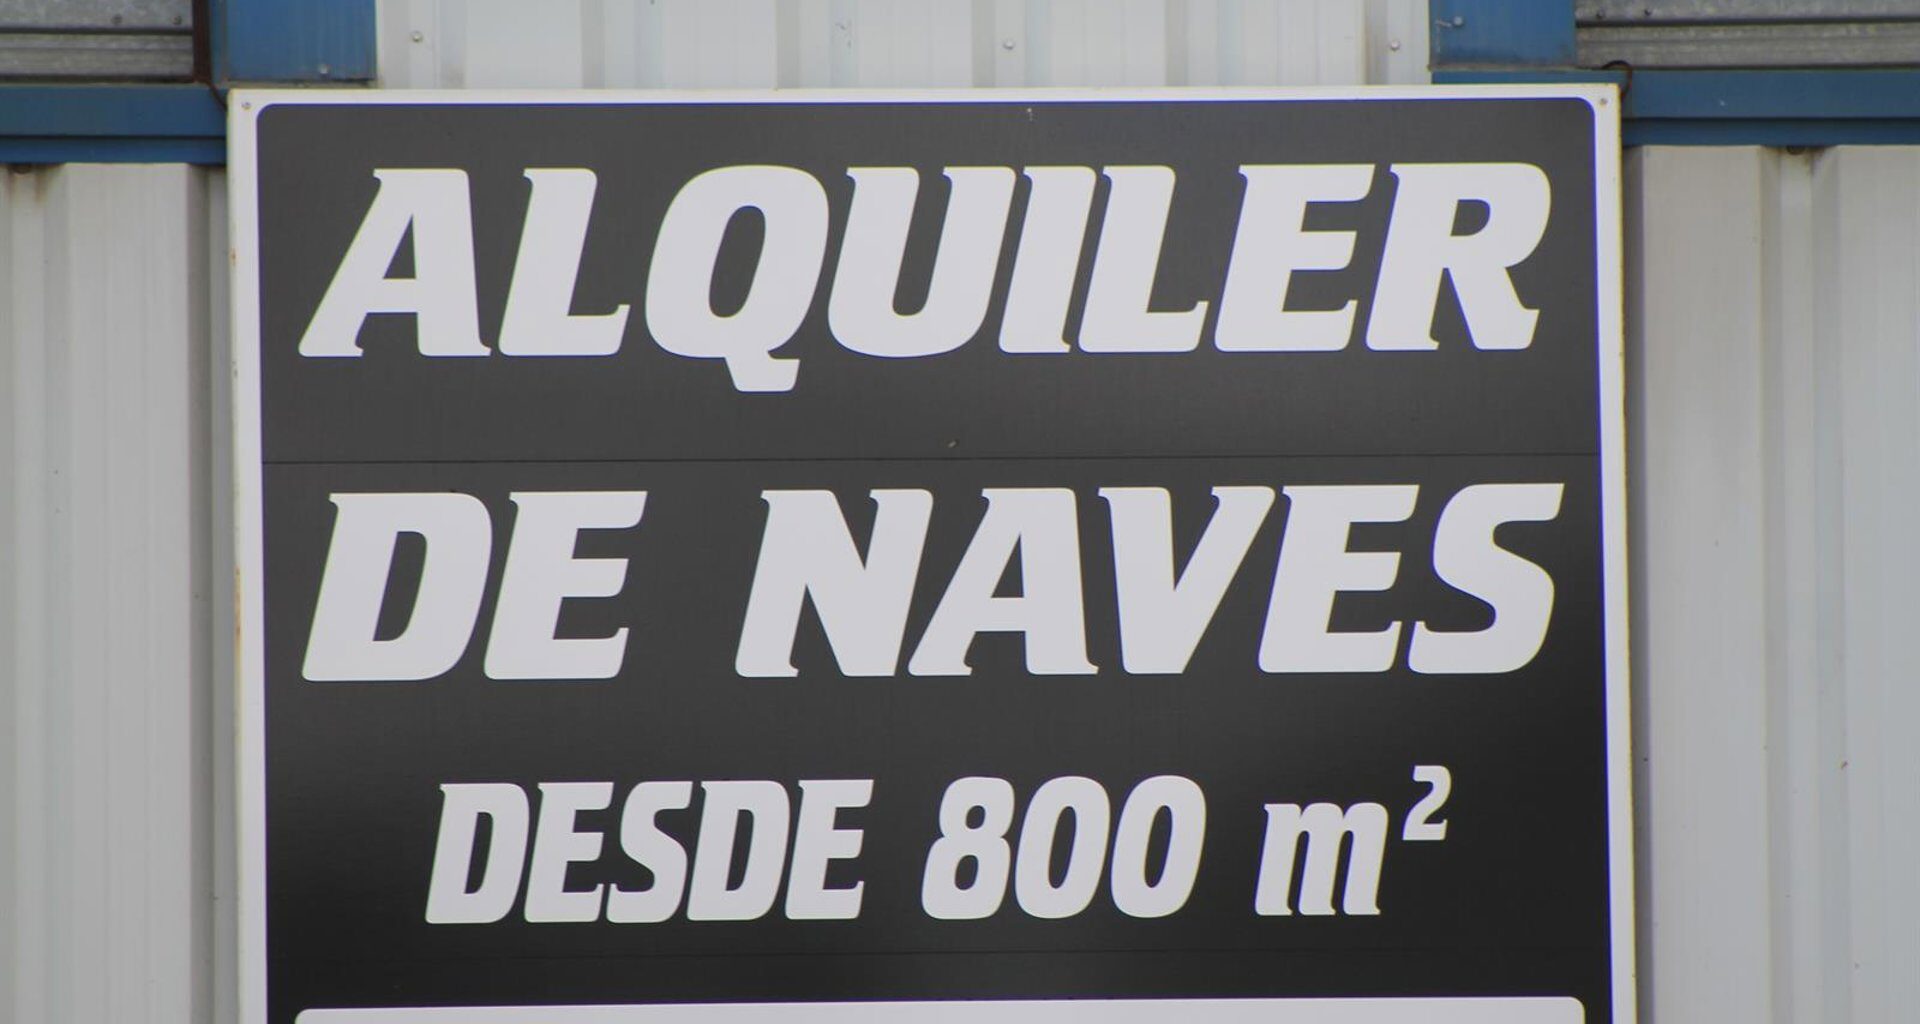 ALQUILER
DE NAVES
DESDE 800 m²